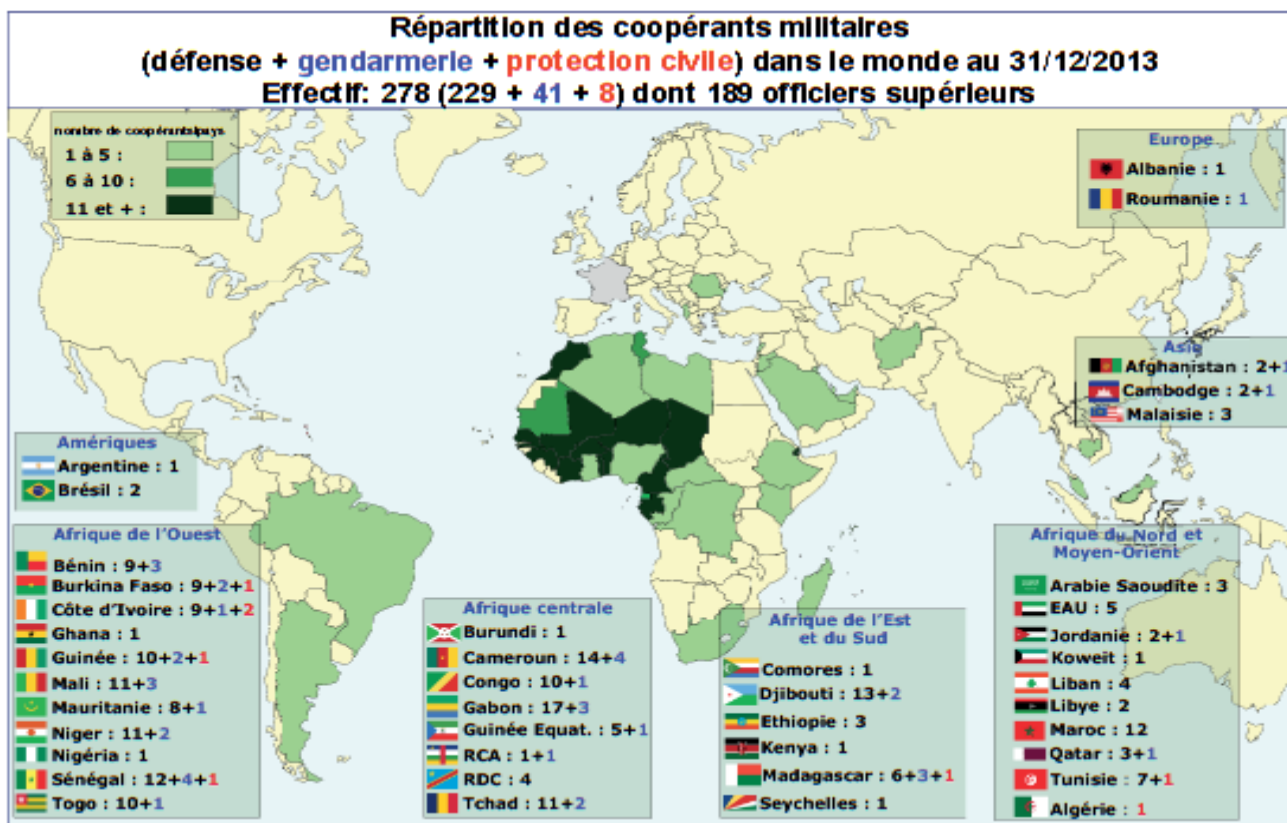 Répartition des coopérants militaires
(défense + gendarmerie + protection civile) dans le monde au 31/12/2013
Effectif: 278 (229 + 41 + 8) dont 189 officiers supérieurs
nombre de coopérants/pays
1 à 5 :
6 à 10 :
11 et + :
Europe
Albanie : 1
Roumanie : 1
Asie
Afghanistan : 2+1
Cambodge : 2+1
Malaisie : 3
Amériques
Argentine : 1
Brésil : 2
Afrique de l'Ouest
Bénin : 9+3
Burkina Faso : 9+2+1
Côte d'Ivoire : 9+1+2
Ghana : 1
Guinée : 10+2+1
Mali : 11+3
Mauritanie : 8+1
Niger : 11+2
Nigéria : 1
Sénégal : 12+4+1
Togo : 10+1
Afrique centrale
Burundi : 1
Cameroun : 14+4
Congo : 10+1
Gabon : 17+3
Guinée Equat. : 5+1
RCA : 1+1
RDC : 4
Tchad : 11+2
Afrique de l'Est
et du Sud
Comores : 1
Djibouti : 13+2
Ethiopie : 3
Kenya : 1
Madagascar : 6+3+1
Seychelles : 1
Afrique du Nord et
Moyen-Orient
Arabie Saoudite : 3
EAU : 5
Jordanie : 2+1
Koweit : 1
Liban : 4
Libye : 2
Maroc : 12
Qatar : 3+1
Tunisie : 7+1
Algérie : 1